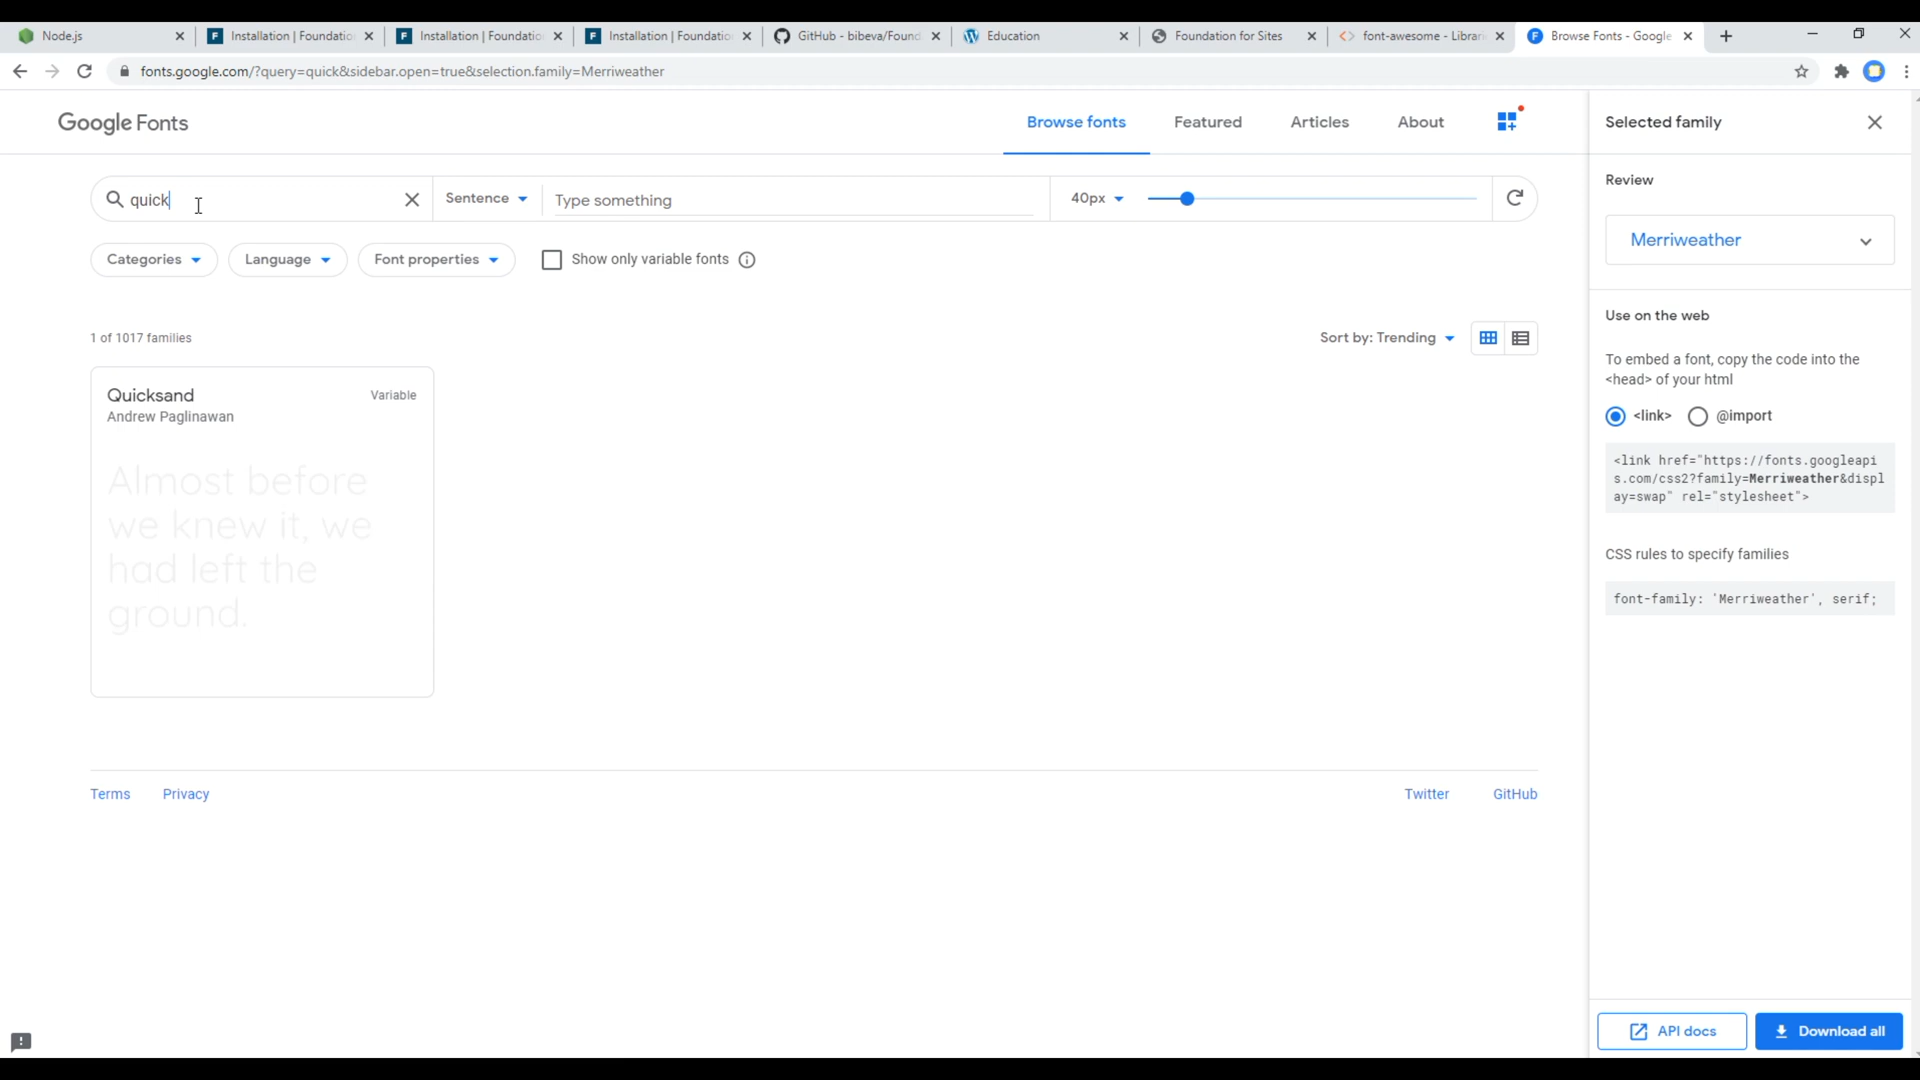 Node.js
Installation | Foundatio
Installation | Foundatio
Installation | Foundatio
GitHub - bibeva/Found
Education
Foundation for Sites
font-awesome - Librari
Browse Fonts - Google
fonts.google.com/?query=quick&sidebar.open=true&selection.family=Merriweather
Google Fonts
Browse fonts
Featured
Articles
About
Selected family
quick
Sentence
Type something
40px
Review
Merriweather
Categories
Language
Font properties
Show only variable fonts
1 of 1017 families
Sort by: Trending
Use on the web
To embed a font, copy the code into the
<head> of your html
<link>
@import
<link href="https://fonts.googleapi
s.com/css2?family=Merriweather&displ
ay=swap" rel="stylesheet">
CSS rules to specify families
font-family: 'Merriweather', serif;
Quicksand
Variable
Andrew Paglinawan
Almost before
we knew it, we
had left the
ground.
Terms
Privacy
Twitter
GitHub
API docs
Download all